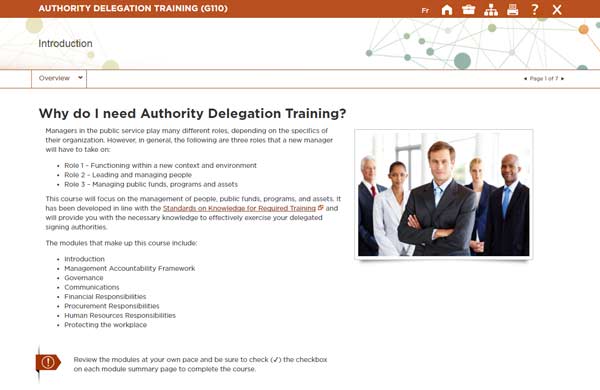 AUTHORITY DELEGATION TRAINING (G110)
Fr
?
X
Introduction
Overview
◄ Page 1 of 7 ►
Why do I need Authority Delegation Training?
Managers in the public service play many different roles, depending on the specifics of
their organization. However, in general, the following are three roles that a new manager
will have to take on:
• Role 1 – Functioning within a new context and environment
• Role 2 – Leading and managing people
• Role 3 – Managing public funds, programs and assets
This course will focus on the management of people, public funds, programs, and assets. It
has been developed in line with the Standards on Knowledge for Required Training and
will provide you with the necessary knowledge to effectively exercise your delegated
signing authorities.
The modules that make up this course include:
• Introduction
• Management Accountability Framework
• Governance
• Communications
• Financial Responsibilities
• Procurement Responsibilities
• Human Resources Responsibilities
• Protecting the workplace
Review the modules at your own pace and be sure to check (✓) the checkbox
on each module summary page to complete the course.